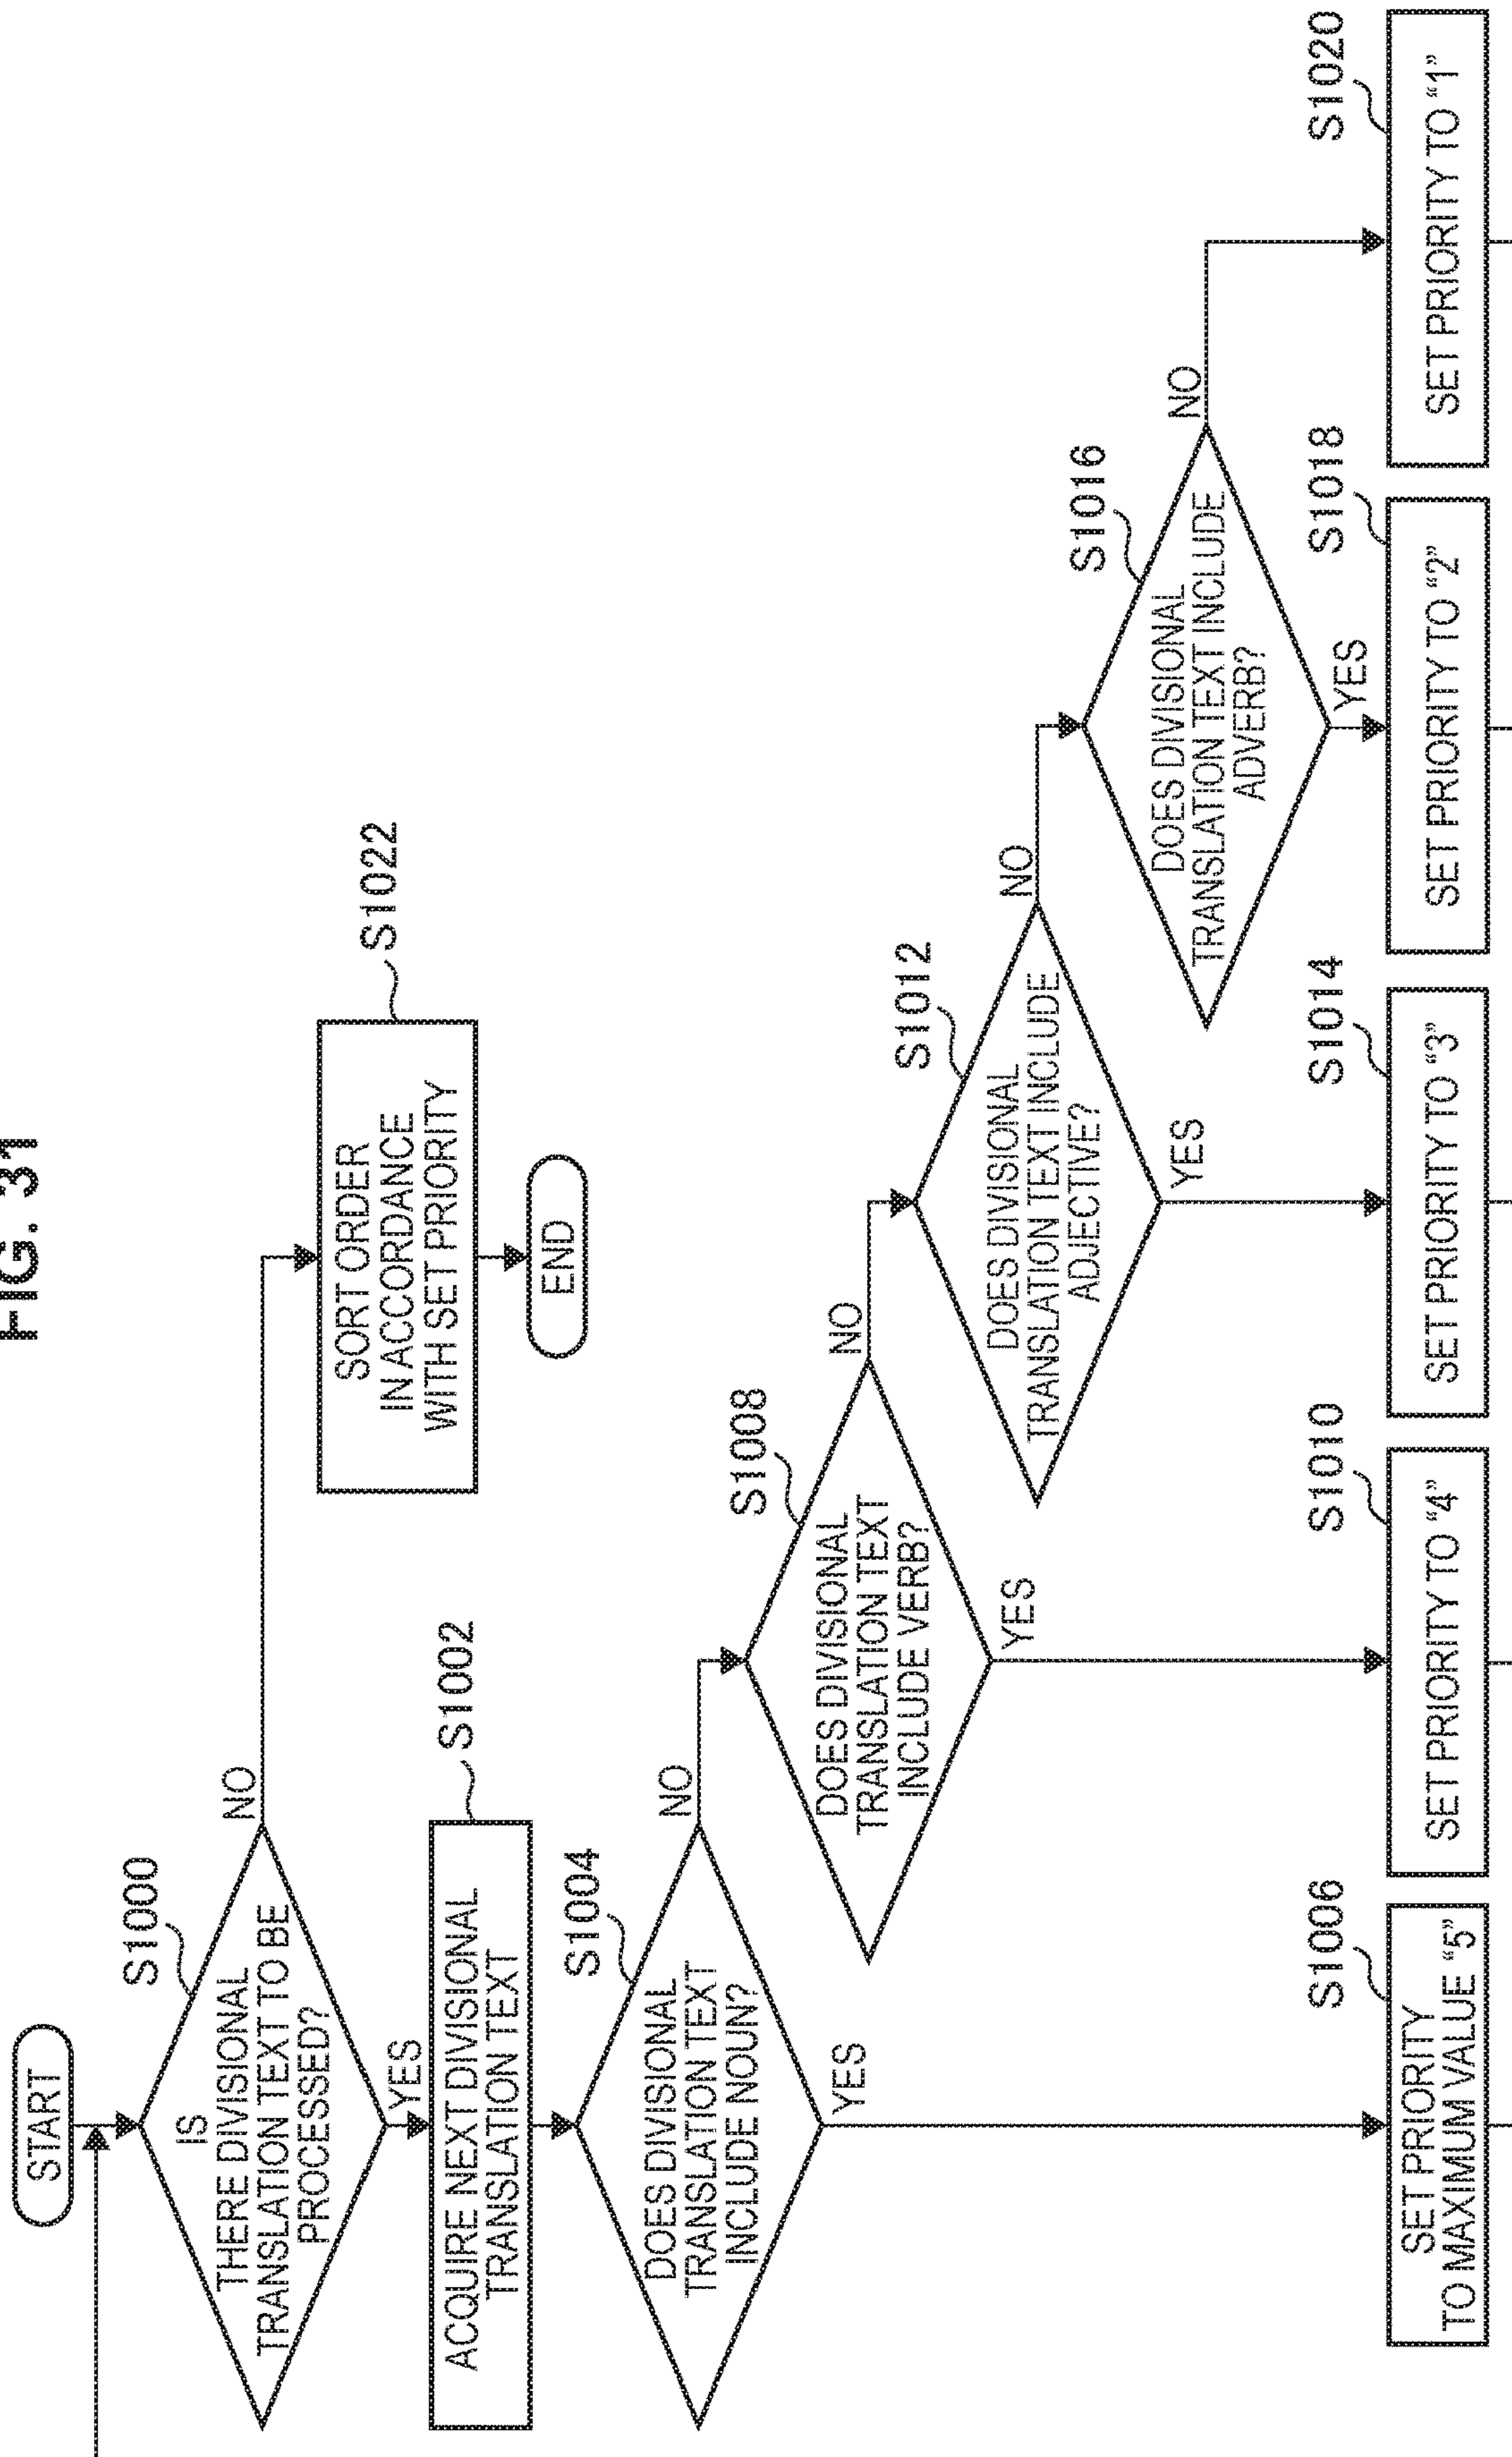 FIG. 31
START
S1000
IS
THERE DIVISIONAL
TRANSLATION TEXT TO BE
PROCESSED?
NO
YES
S1022
SORT ORDER
IN ACCORDANCE
WITH SET PRIORITY
END
S1002
ACQUIRE NEXT DIVISIONAL
TRANSLATION TEXT
S1004
DOES DIVISIONAL
TRANSLATION TEXT
INCLUDE NOUN?
NO
YES
S1008
DOES DIVISIONAL
TRANSLATION TEXT
INCLUDE VERB?
NO
YES
S1012
DOES DIVISIONAL
TRANSLATION TEXT INCLUDE
ADJECTIVE?
NO
YES
S1016
DOES DIVISIONAL
TRANSLATION TEXT INCLUDE
ADVERB?
NO
YES
S1006
SET PRIORITY
TO MAXIMUM VALUE “5”
S1010
SET PRIORITY TO “4”
S1014
SET PRIORITY TO “3”
S1018
SET PRIORITY TO “2”
S1020
SET PRIORITY TO “1”